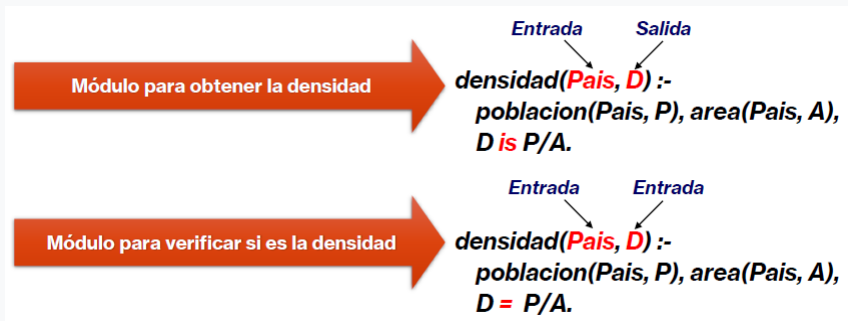 Entrada Salida
Módulo para obtener la densidad
densidad(Pais, D) :-
poblacion(Pais, P), area(Pais, A),
D is P/A.
Entrada Entrada
Módulo para verificar si es la densidad
densidad(Pais, D) :-
poblacion(Pais, P), area(Pais, A),
D = P/A.